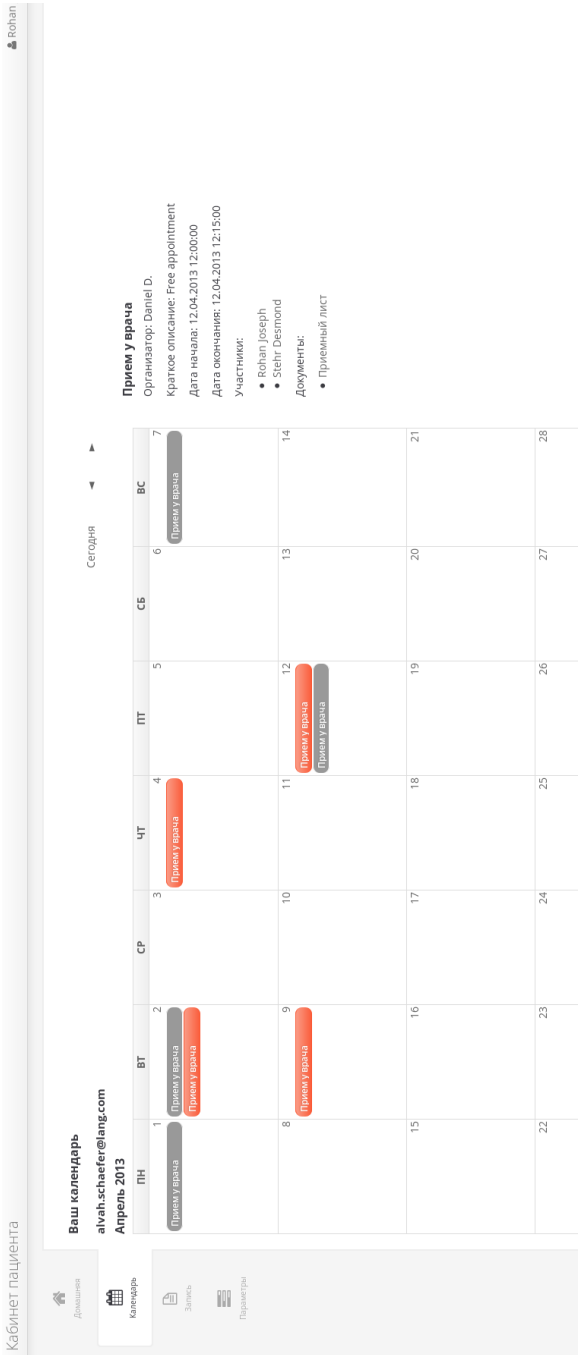 Кабинет пациента
Rohan
Домашняя
Календарь
Запись
Параметры
Ваш календарь
alvah.schaefer@lang.com
Апрель 2013
Сегодня
ПН ВТ СР ЧТ ПТ СБ ВС
1 2 3 4 5 6 7
Прием у врача Прием у врача Прием у врача Прием у врача
Прием у врача
8 9 10 11 12 13 14
Прием у врача Прием у врача
Прием у врача
15 16 17 18 19 20 21
22 23 24 25 26 27 28
Прием у врача
Организатор: Daniel D.
Краткое описание: Free appointment
Дата начала: 12.04.2013 12:00:00
Дата окончания: 12.04.2013 12:15:00
Участники:
Rohan Joseph
Stehr Desmond
Документы:
Приемный лист